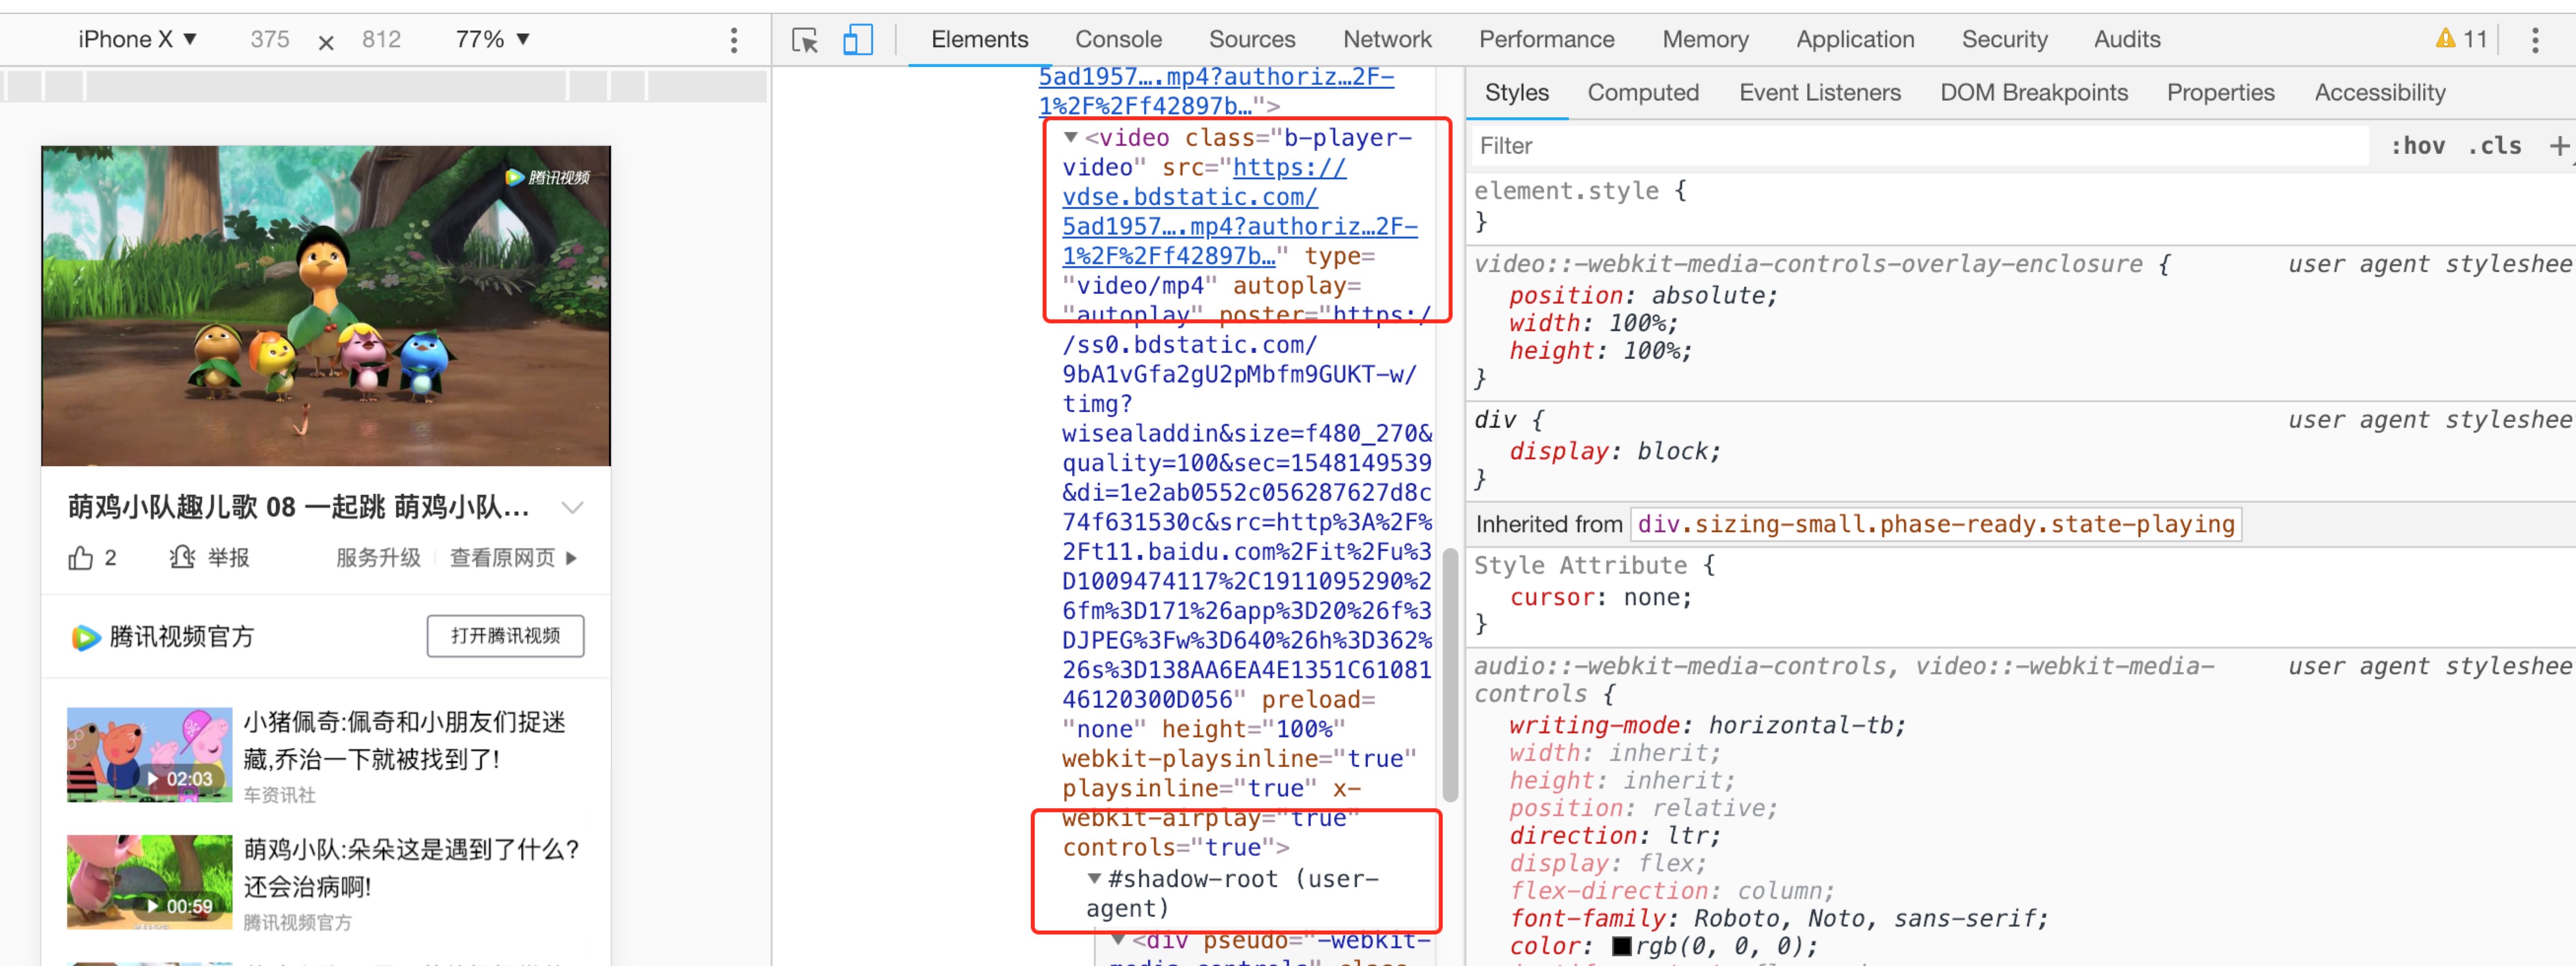 iPhone X ▼ 375 × 812 77% ▼
Elements Console Sources Network Performance Memory Application Security Audits 11
腾讯视频
萌鸡小队趣儿歌 08 一起跳 萌鸡小队...
2 举报 服务升级 查看原网页
腾讯视频官方 打开腾讯视频
小猪佩奇:佩奇和小朋友们捉迷
藏,乔治一下就被找到了!
02:03
车资讯社
萌鸡小队:朵朵这是遇到了什么?
还会治病啊!
00:59
腾讯视频官方
5ad1957….mp4?authoriz…2F-
1%2F%2Ff42897b…">
▼<video class="b-player-
video" src="https://
vdse.bdstatic.com/
5ad1957….mp4?authoriz…2F-
1%2F%2Ff42897b…" type=
"video/mp4" autoplay=
"autoplay" poster="https:/
/ss0.bdstatic.com/
9bA1vGfa2gU2pMbfm9GUKT-w/
timg?
wisealaddin&size=f480_270&
quality=100&sec=1548149539
&di=1e2ab0552c056287627d8c
74f631530c&src=http%3A%2F%
2Ft11.baidu.com%2Fit%2Fu%3
D1009474117%2C1911095290%2
6fm%3D171%26app%3D20%26f%3
DJPEG%3Fw%3D640%26h%3D362%
26s%3D138AA6EA4E1351C61081
46120300D056" preload=
"none" height="100%"
webkit-playsinline="true"
playsinline="true" x-
webkit-airplay="true"
controls="true">
▼#shadow-root (user-
agent)
▼<div pseudo="-webkit-
Styles Computed Event Listeners DOM Breakpoints Properties Accessibility
Filter :hov .cls +
element.style {
}
video::-webkit-media-controls-overlay-enclosure { user agent styleshee
position: absolute;
width: 100%;
height: 100%;
}
div { user agent styleshee
display: block;
}
Inherited from div.sizing-small.phase-ready.state-playing
Style Attribute {
cursor: none;
}
audio::-webkit-media-controls, video::-webkit-media- user agent styleshee
controls {
writing-mode: horizontal-tb;
width: inherit;
height: inherit;
position: relative;
direction: ltr;
display: flex;
flex-direction: column;
font-family: Roboto, Noto, sans-serif;
color: rgb(0, 0, 0);